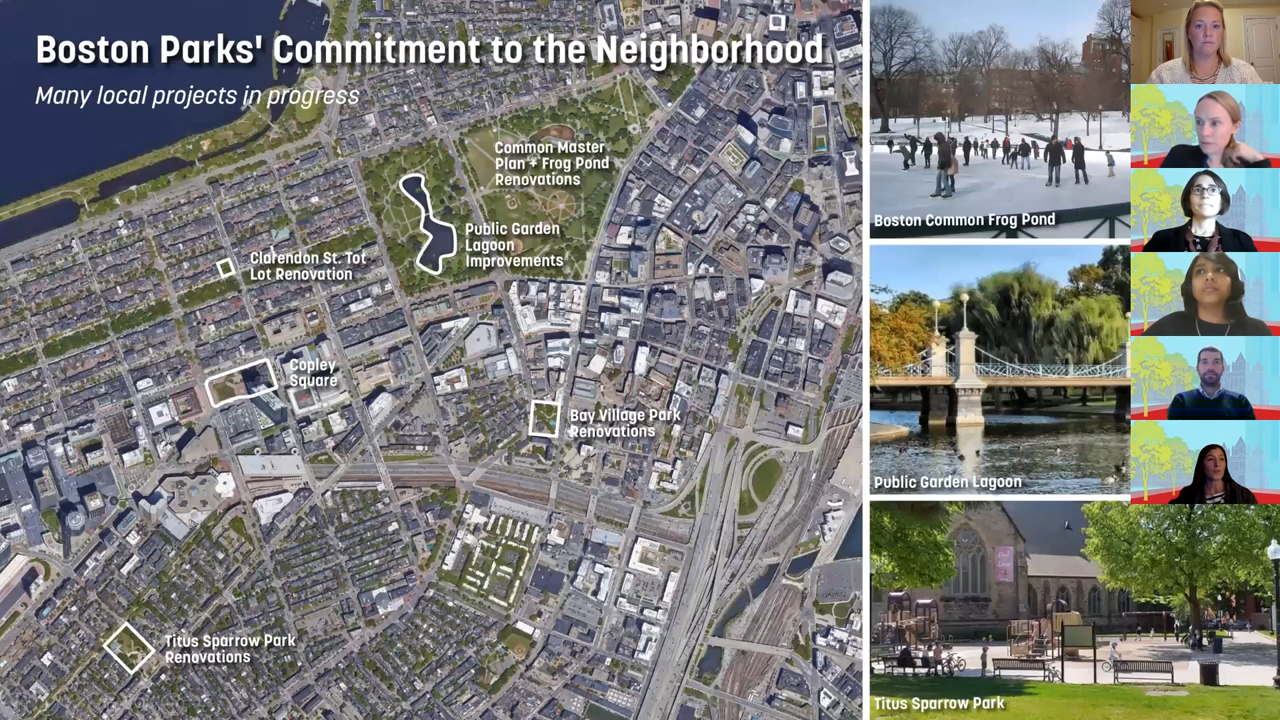 Boston Parks' Commitment to the Neighborhood
Many local projects in progress
Common Master
Plan + Frog Pond
Renovations
Public Garden
Lagoon
Improvements
Clarendon St. Tot
Lot Renovation
Copley
Square
Bay Village Park
Renovations
Titus Sparrow Park
Renovations
Boston Common Frog Pond
Public Garden Lagoon
Titus Sparrow Park